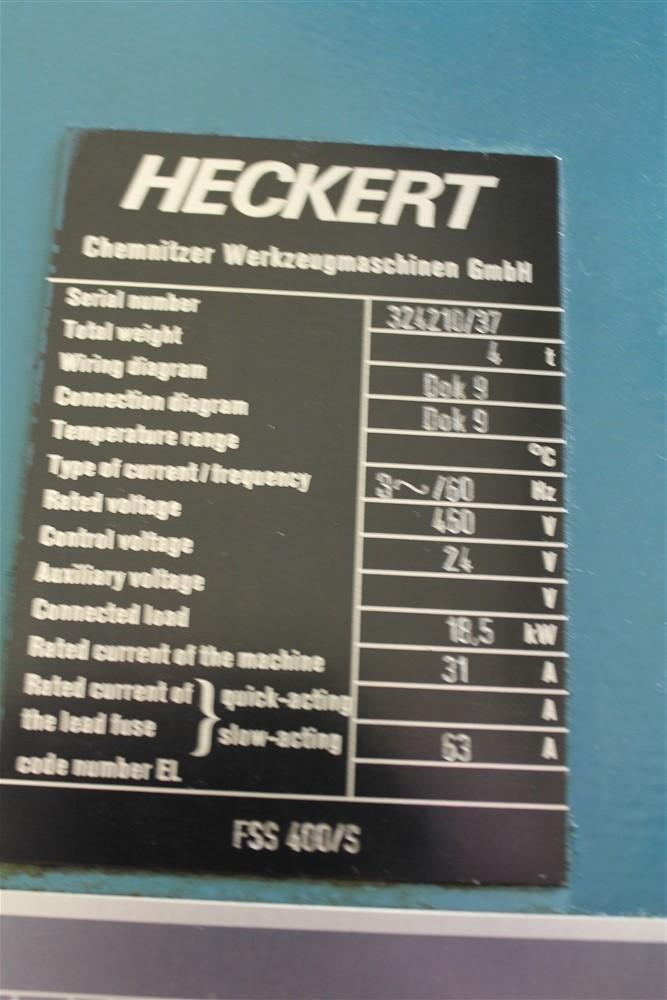 HECKERT
Chemnitzer Werkzeugmaschinen GmbH
Serial number 324210/37
Total weight 4 t
Wiring diagram Dok 9
Connection diagram Dok 9
Temperature range °C
Type of current/frequency 3~/60 Hz
Rated voltage 460 V
Control voltage 24 V
Auxiliary voltage V
Connected load 18,5 kW
Rated current of the machine 31 A
Rated current of } quick-acting A
the lead fuse } slow-acting 63 A
code number EL
FSS 400/S